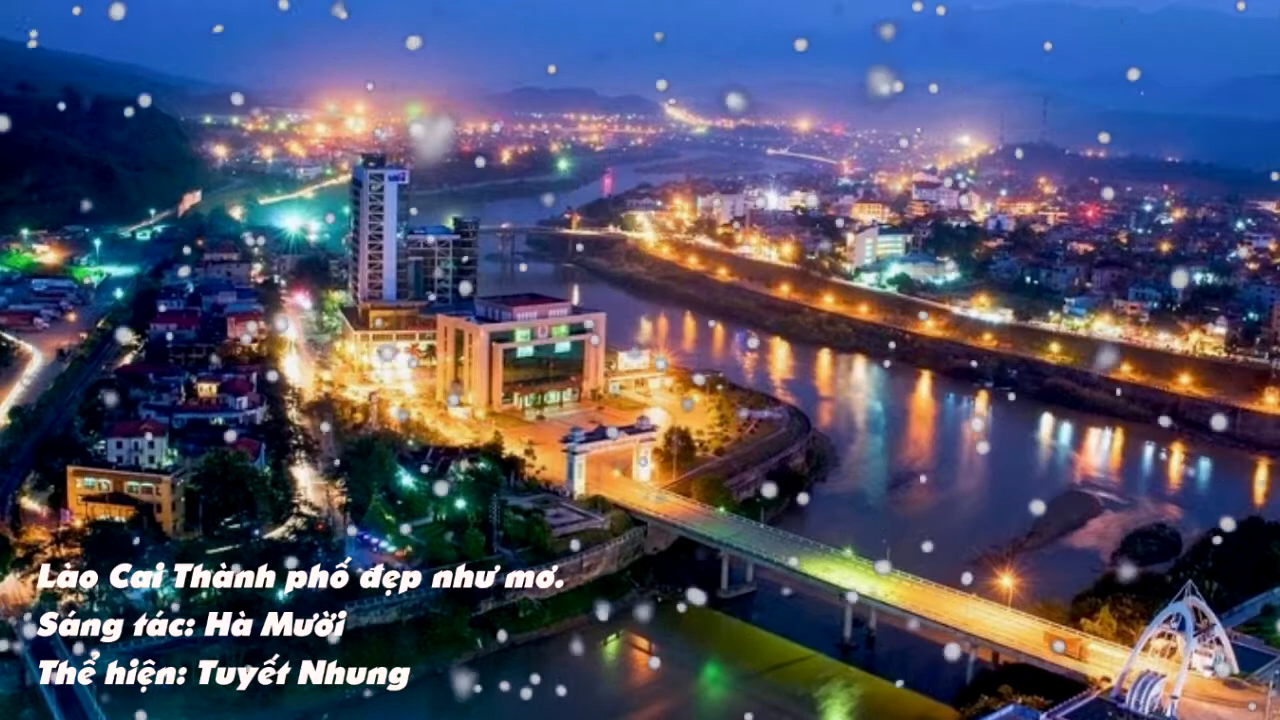 Lào Cai Thành phố đẹp như mơ.
Sáng tác: Hà Mười
Thể hiện: Tuyết Nhung